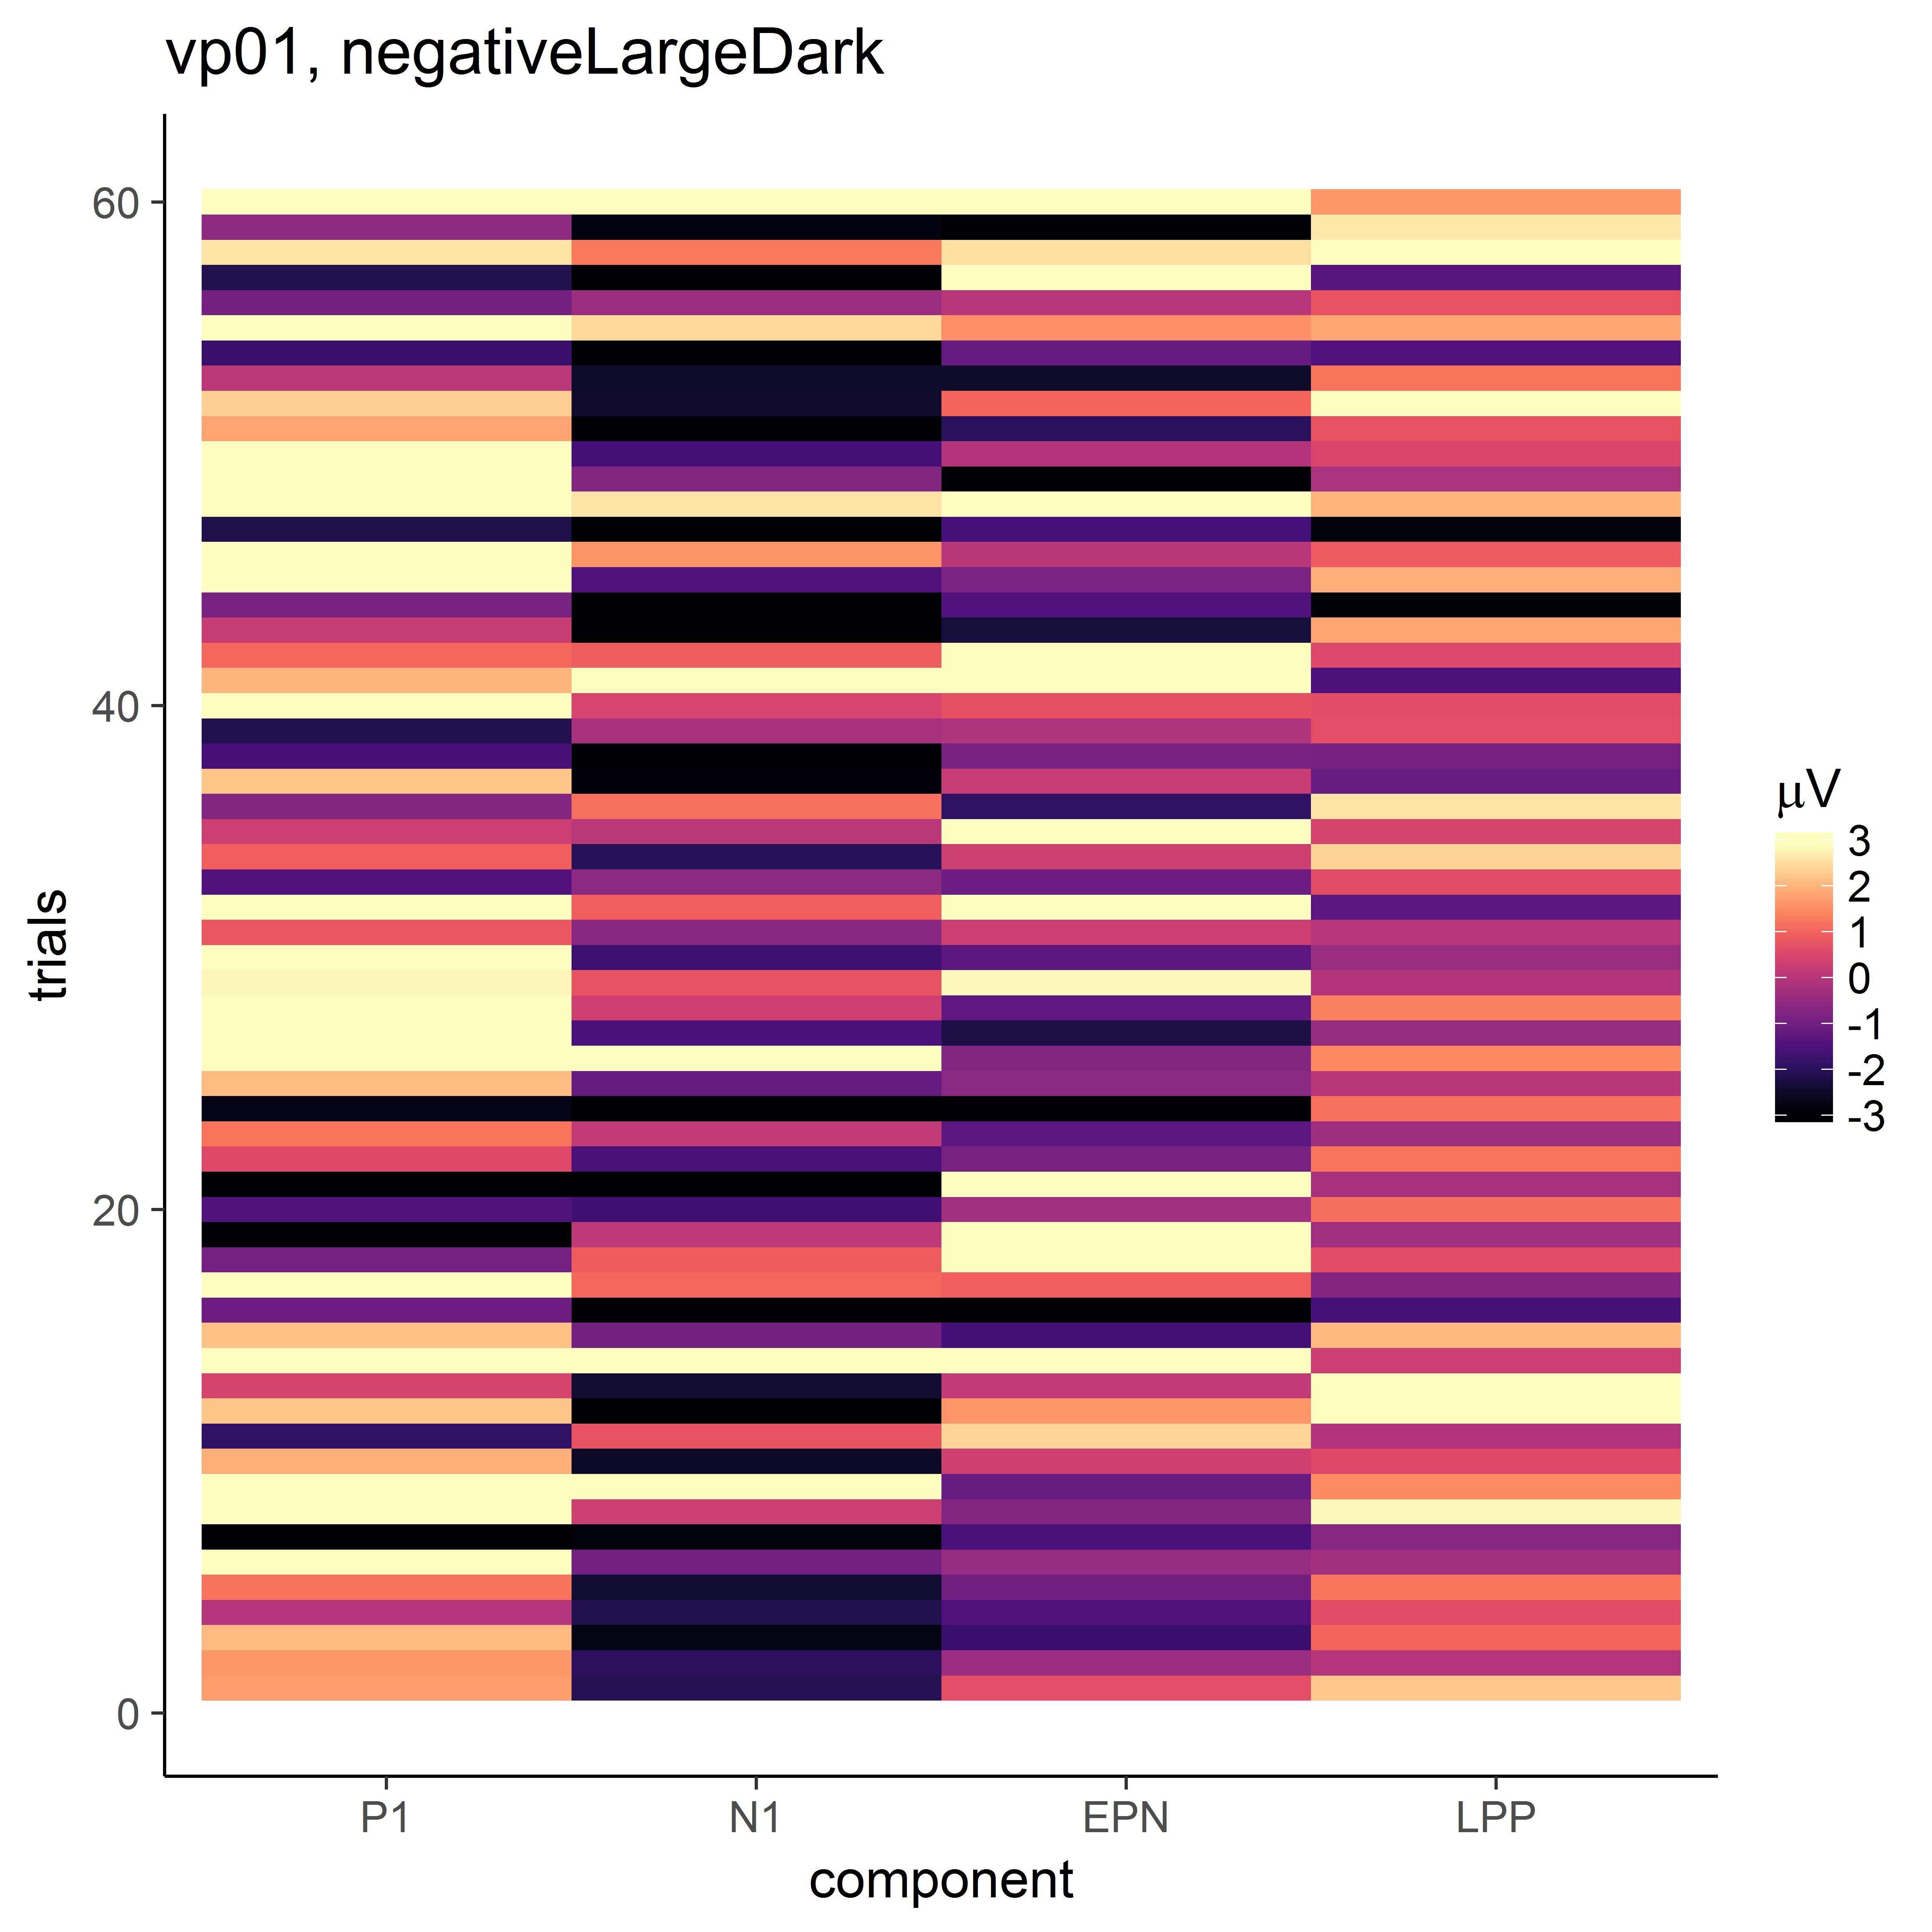 vp01, negativeLargeDark
trials
60
40
20
0
P1 N1 EPN LPP
component
μV
3
2
1
0
-1
-2
-3